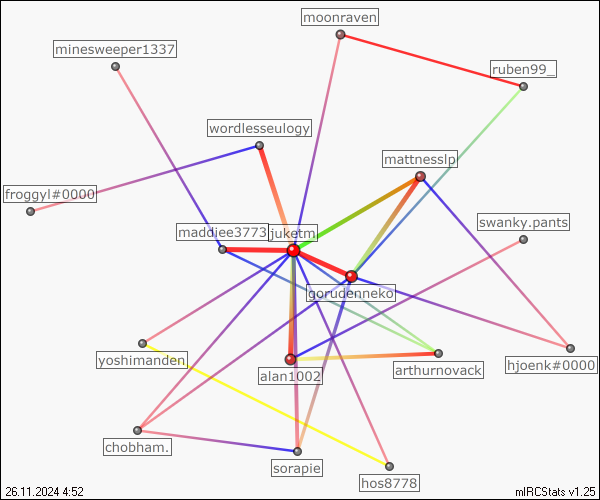 moonraven
minesweeper1337
ruben99_
wordlesseulogy
mattnesslp
froggyl#0000
swanky.pants
maddiee3773
juketm
gorudenneko
yoshimanden
alan1002
arthurnovack
hjoenk#0000
chobham.
sorapie
hos8778
26.11.2024 4:52
mIRCStats v1.25